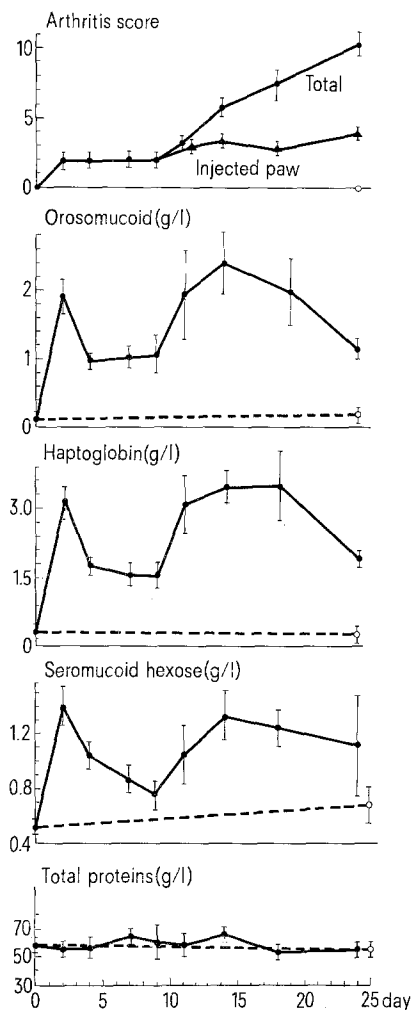 Arthritis score
10
Total
5
Injected paw
0
Orosomucoid (g/l)
2
1
0
Haptoglobin (g/l)
3.0
1.5
0
Seromucoid hexose (g/l)
1.2
0.8
0.4
Total proteins (g/l)
70
50
30
0 5 10 15 20 25 day